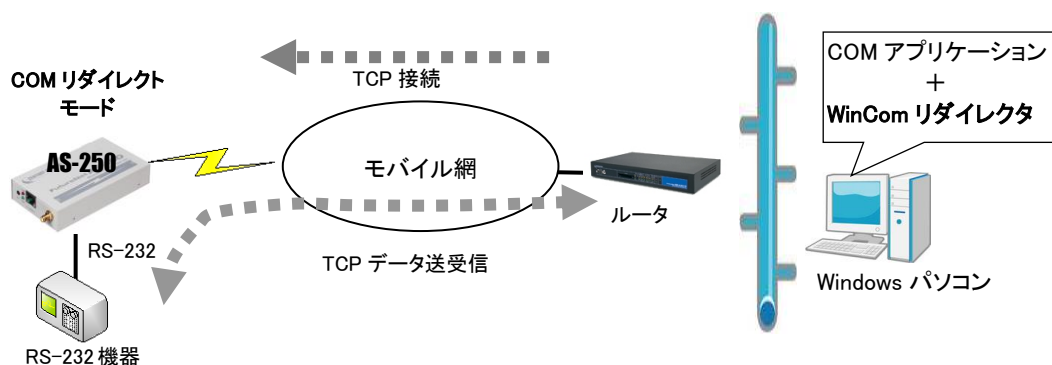 COM リダイレクト
モード
AS-250
RS-232
RS-232 機器
TCP 接続
モバイル網
TCP データ送受信
ルータ
COM アプリケーション
＋
WinCom リダイレクタ
Windows パソコン